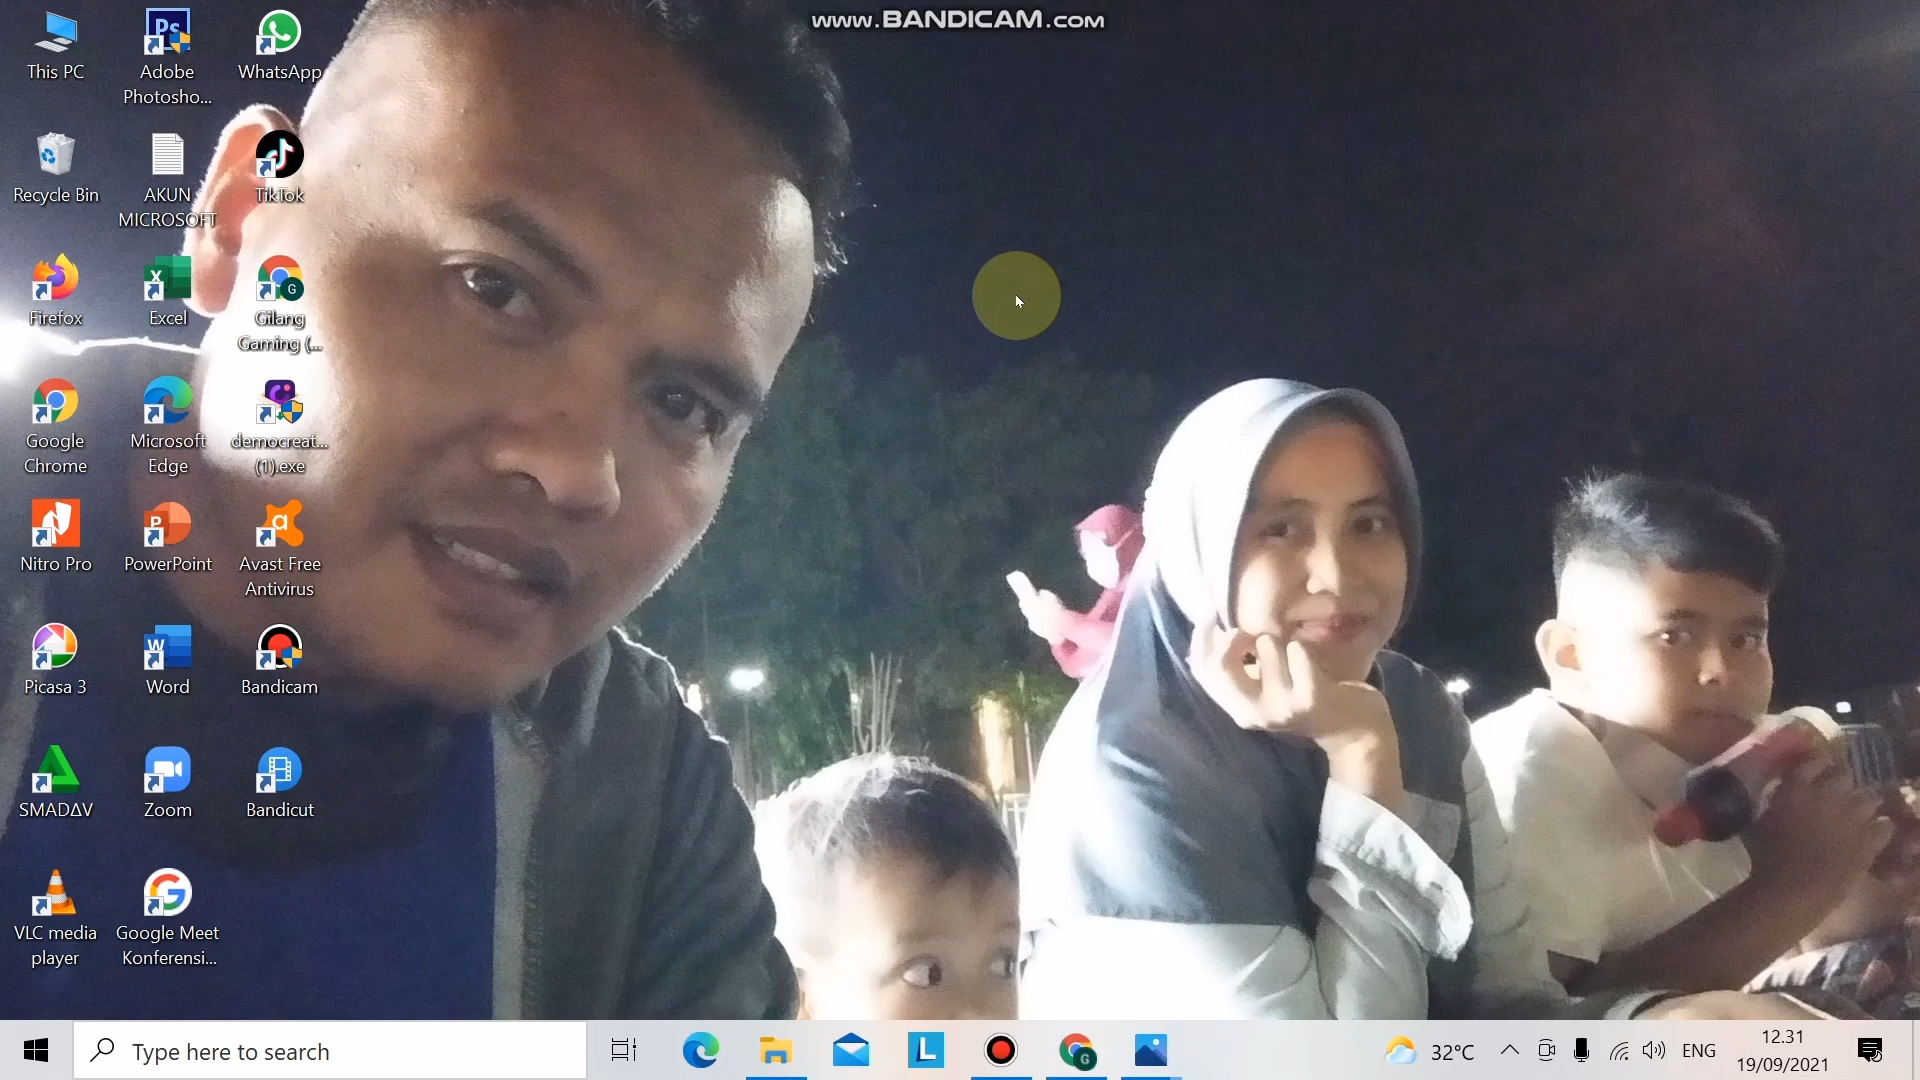 www.BANDICAM.com
This PC
Adobe
Photosho...
WhatsApp
Recycle Bin
AKUN
MICROSOFT
TikTok
Firefox
Excel
Gilang
Gaming (...
Google
Chrome
Microsoft
Edge
democreat...
(1).exe
Nitro Pro
PowerPoint
Avast Free
Antivirus
Picasa 3
Word
Bandicam
SMADΔV
Zoom
Bandicut
VLC media
player
Google Meet
Konferensi...
Type here to search
32°C
ENG
12.31
19/09/2021